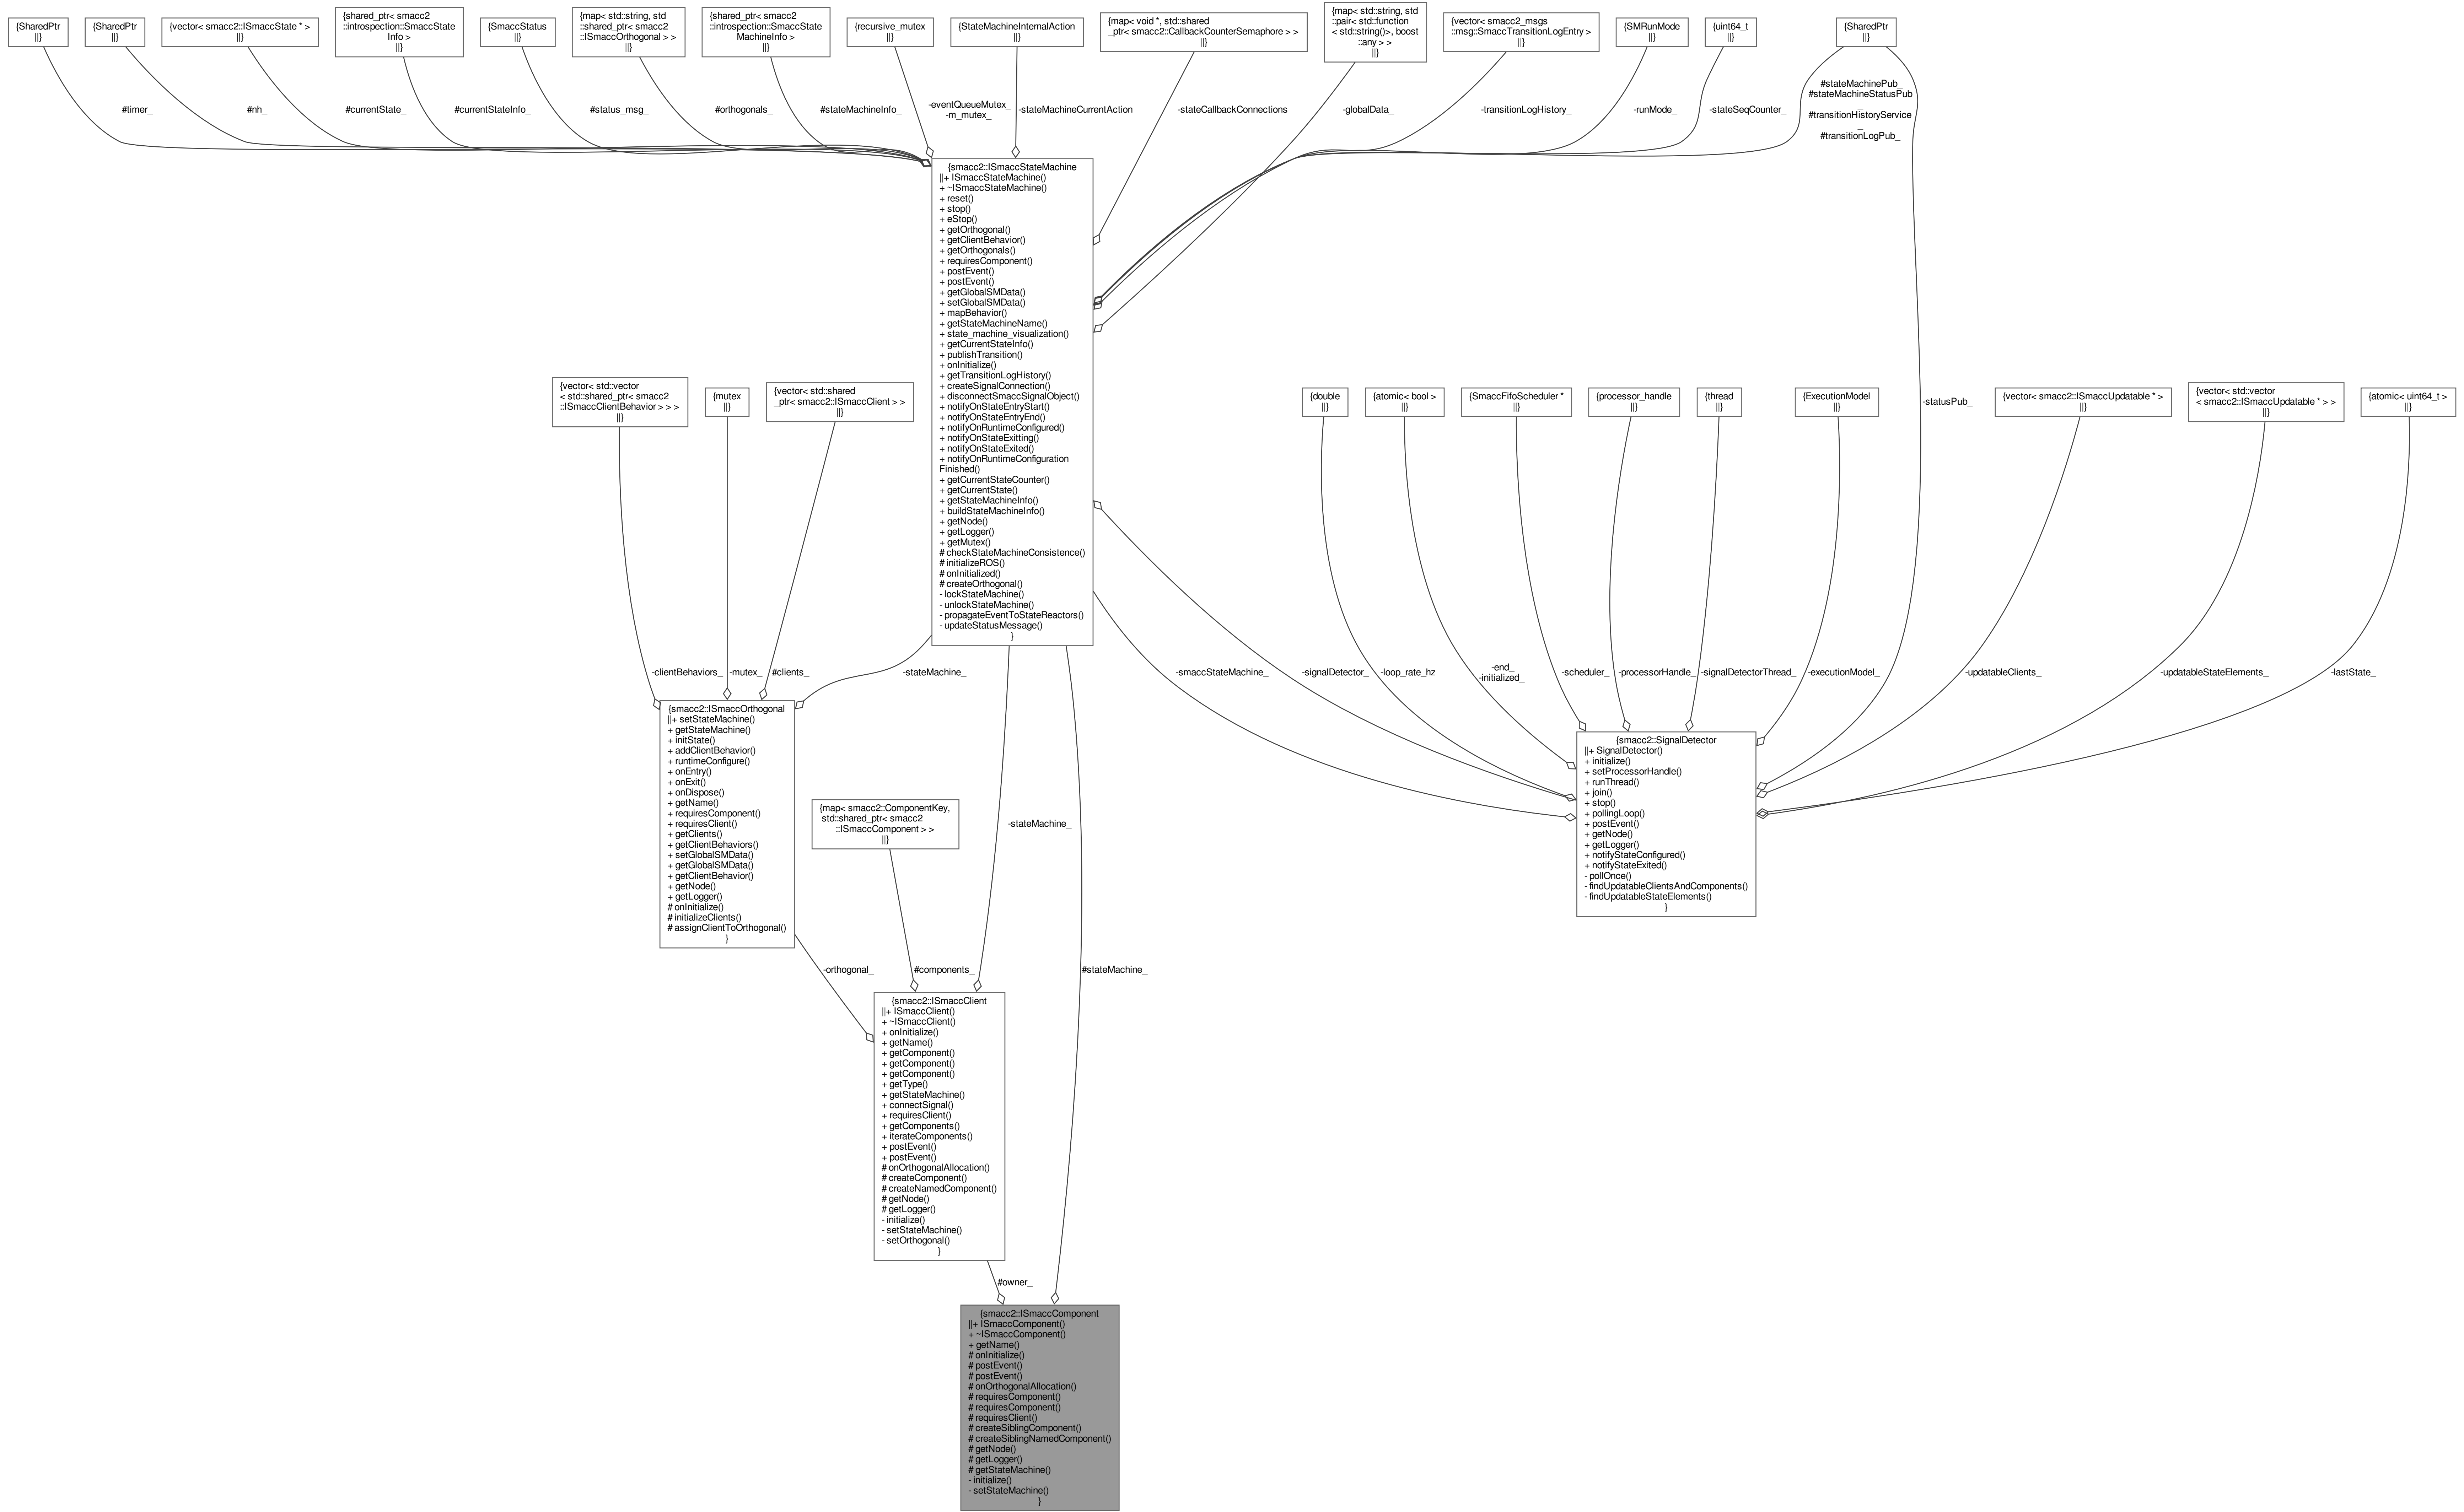 {SharedPtr
||}
{SharedPtr
||}
{vector< smacc2::ISmaccState * >
||}
{shared_ptr< smacc2
::introspection::SmaccState
Info >
||}
{SmaccStatus
||}
{map< std::string, std
::shared_ptr< smacc2
::ISmaccOrthogonal > >
||}
{shared_ptr< smacc2
::introspection::SmaccState
MachineInfo >
||}
{recursive_mutex
||}
{StateMachineInternalAction
||}
{map< void *, std::shared
_ptr< smacc2::CallbackCounterSemaphore > >
||}
{map< std::string, std
::pair< std::function
< std::string()>, boost
::any > >
||}
{vector< smacc2_msgs
::msg::SmaccTransitionLogEntry >
||}
{SMRunMode
||}
{uint64_t
||}
{SharedPtr
||}
#timer_
#nh_
#currentState_
#currentStateInfo_
#status_msg_
#orthogonals_
#stateMachineInfo_
-eventQueueMutex_
-m_mutex_
-stateMachineCurrentAction
-stateCallbackConnections
-globalData_
-transitionLogHistory_
-runMode_
-stateSeqCounter_
#stateMachinePub_
#stateMachineStatusPub
_
#transitionHistoryService
_
#transitionLogPub_
{smacc2::ISmaccStateMachine
||+ ISmaccStateMachine()
+ ~ISmaccStateMachine()
+ reset()
+ stop()
+ eStop()
+ getOrthogonal()
+ getClientBehavior()
+ getOrthogonals()
+ requiresComponent()
+ postEvent()
+ postEvent()
+ getGlobalSMData()
+ setGlobalSMData()
+ mapBehavior()
+ getStateMachineName()
+ state_machine_visualization()
+ getCurrentStateInfo()
+ publishTransition()
+ onInitialize()
+ getTransitionLogHistory()
+ createSignalConnection()
+ disconnectSmaccSignalObject()
+ notifyOnStateEntryStart()
+ notifyOnStateEntryEnd()
+ notifyOnRuntimeConfigured()
+ notifyOnStateExitting()
+ notifyOnStateExited()
+ notifyOnRuntimeConfiguration
Finished()
+ getCurrentStateCounter()
+ getCurrentState()
+ getStateMachineInfo()
+ buildStateMachineInfo()
+ getNode()
+ getLogger()
+ getMutex()
# checkStateMachineConsistence()
# initializeROS()
# onInitialized()
# createOrthogonal()
- lockStateMachine()
- unlockStateMachine()
- propagateEventToStateReactors()
- updateStatusMessage()
}
{vector< std::vector
< std::shared_ptr< smacc2
::ISmaccClientBehavior > > >
||}
{mutex
||}
{vector< std::shared
_ptr< smacc2::ISmaccClient > >
||}
{double
||}
{atomic< bool >
||}
{SmaccFifoScheduler *
||}
{processor_handle
||}
{thread
||}
{ExecutionModel
||}
-statusPub_
{vector< smacc2::ISmaccUpdatable * >
||}
{vector< std::vector
< smacc2::ISmaccUpdatable * > >
||}
{atomic< uint64_t >
||}
-clientBehaviors_
-mutex_
#clients_
-stateMachine_
-smaccStateMachine_
-signalDetector_
-loop_rate_hz
-end_
-initialized_
-scheduler_
-processorHandle_
-signalDetectorThread_
-executionModel_
-updatableClients_
-updatableStateElements_
-lastState_
{smacc2::ISmaccOrthogonal
||+ setStateMachine()
+ getStateMachine()
+ initState()
+ addClientBehavior()
+ runtimeConfigure()
+ onEntry()
+ onExit()
+ onDispose()
+ getName()
+ requiresComponent()
+ requiresClient()
+ getClients()
+ getClientBehaviors()
+ setGlobalSMData()
+ getGlobalSMData()
+ getClientBehavior()
+ getNode()
+ getLogger()
# onInitialize()
# initializeClients()
# assignClientToOrthogonal()
}
{smacc2::SignalDetector
||+ SignalDetector()
+ initialize()
+ setProcessorHandle()
+ runThread()
+ join()
+ stop()
+ pollingLoop()
+ postEvent()
+ getNode()
+ getLogger()
+ notifyStateConfigured()
+ notifyStateExited()
- pollOnce()
- findUpdatableClientsAndComponents()
- findUpdatableStateElements()
}
{map< smacc2::ComponentKey,
std::shared_ptr< smacc2
::ISmaccComponent > >
||}
-stateMachine_
-orthogonal_
#components_
#stateMachine_
{smacc2::ISmaccClient
||+ ISmaccClient()
+ ~ISmaccClient()
+ onInitialize()
+ getName()
+ getComponent()
+ getComponent()
+ getComponent()
+ getType()
+ getStateMachine()
+ connectSignal()
+ requiresClient()
+ getComponents()
+ iterateComponents()
+ postEvent()
+ postEvent()
# onOrthogonalAllocation()
# createComponent()
# createNamedComponent()
# getNode()
# getLogger()
- initialize()
- setStateMachine()
- setOrthogonal()
}
#owner_
{smacc2::ISmaccComponent
||+ ISmaccComponent()
+ ~ISmaccComponent()
+ getName()
# onInitialize()
# postEvent()
# postEvent()
# onOrthogonalAllocation()
# requiresComponent()
# requiresComponent()
# requiresClient()
# createSiblingComponent()
# createSiblingNamedComponent()
# getNode()
# getLogger()
# getStateMachine()
- initialize()
- setStateMachine()
}